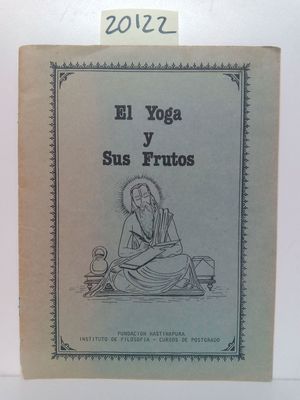 20122
El Yoga
y
Sus Frutos
FUNDACION HASTINAPURA
INSTITUTO DE FILOSOFIA - CURSOS DE POSTGRADO